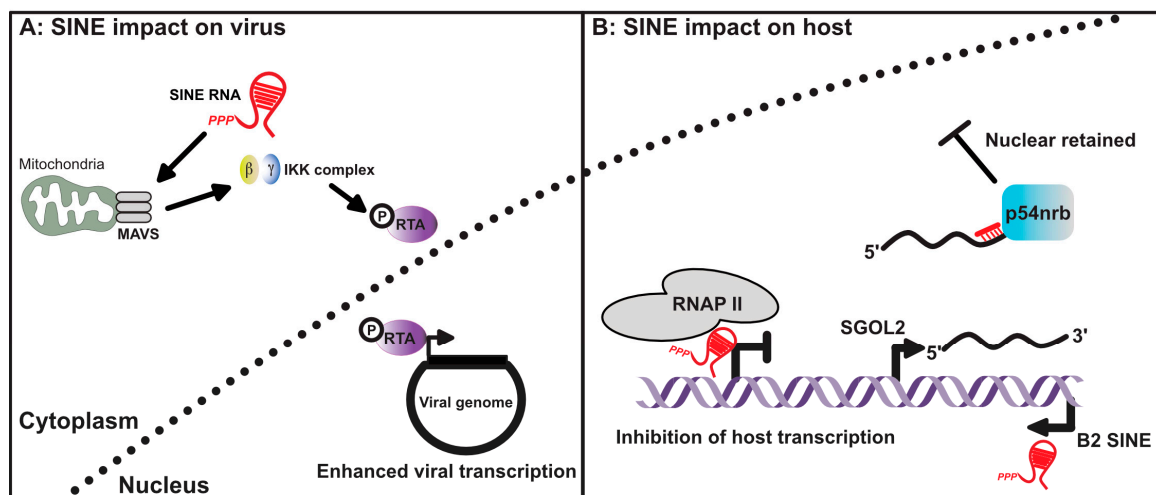 A: SINE impact on virus
SINE RNA
PPP
Mitochondria
MAVS
β γ IKK complex
P RTA
P RTA
Viral genome
Enhanced viral transcription
Cytoplasm
Nucleus
B: SINE impact on host
Nuclear retained
p54nrb
5'
RNAP II
PPP
SGOL2
5' 3'
Inhibition of host transcription
B2 SINE
PPP